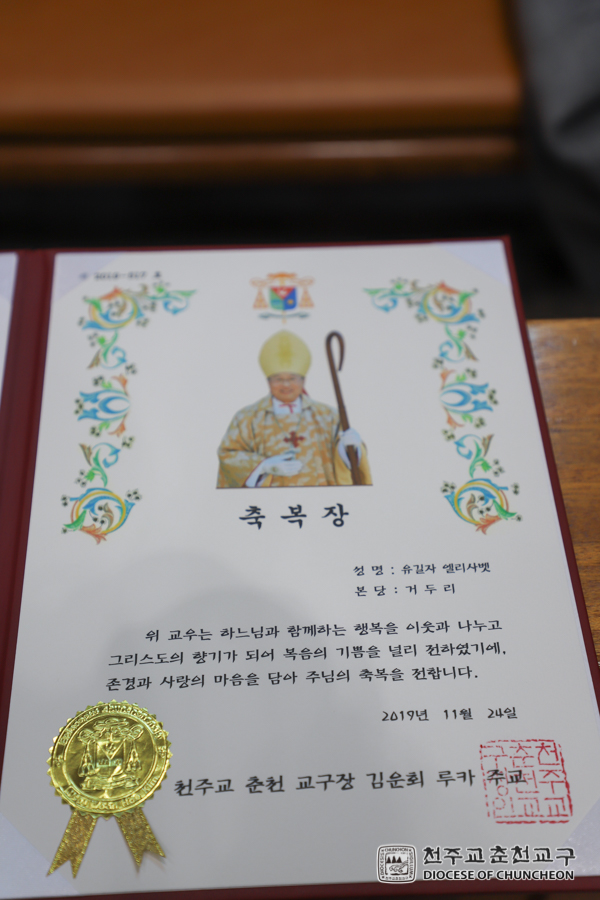 축복장
성 명 : 유길자 엘리사벳
본 당 : 거 두 리
위 교우는 하느님과 함께하는 행복을 이웃과 나누고
그리스도의 향기가 되어 복음의 기쁨을 널리 전하였기에,
존경과 사랑의 마음을 담아 주님의 축복을 전합니다.
2019년 11월 24일
천주교 춘천 교구장 김운회 루카 주교
천주교춘천교구
DIOCESE OF CHUNCHEON